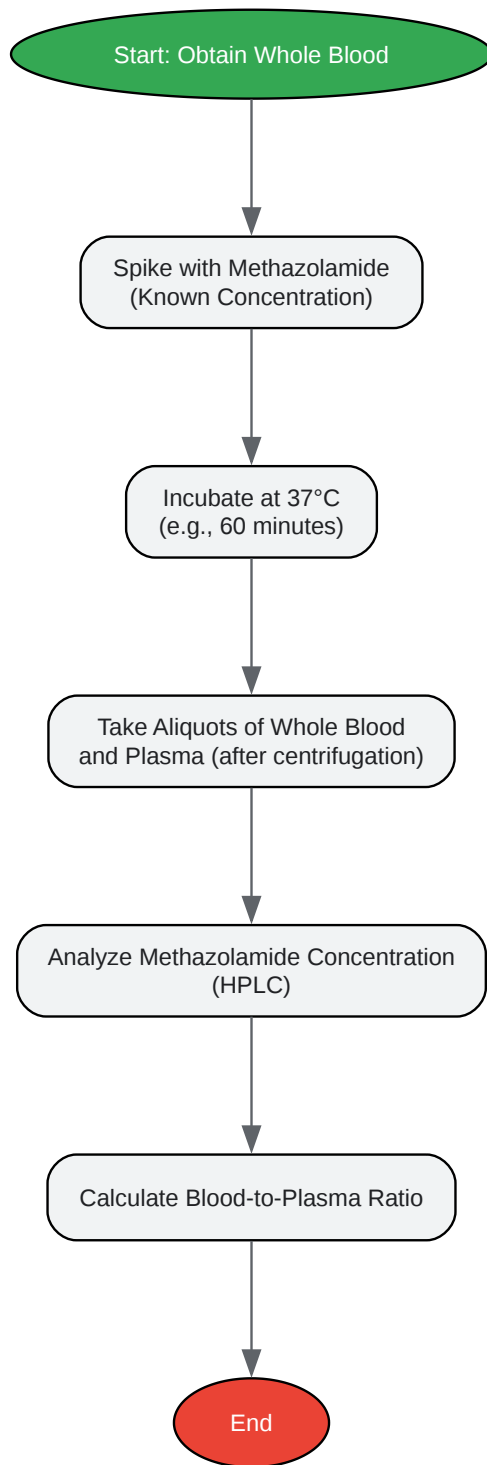 Start: Obtain Whole Blood
Spike with Methazolamide
(Known Concentration)
Incubate at 37°C
(e.g., 60 minutes)
Take Aliquots of Whole Blood
and Plasma (after centrifugation)
Analyze Methazolamide Concentration
(HPLC)
Calculate Blood-to-Plasma Ratio
End